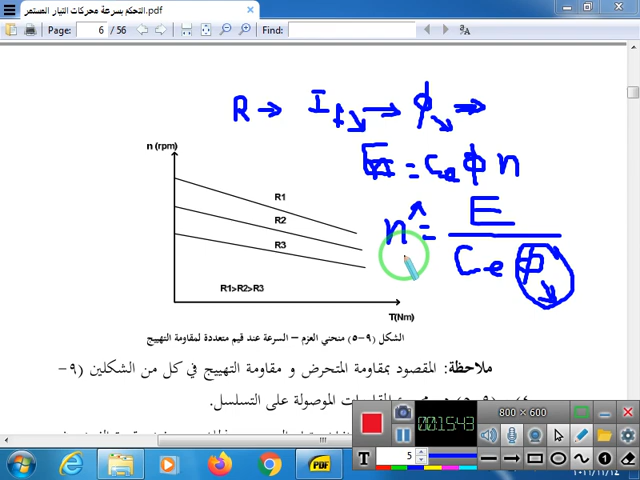 التحكم بسرعة محركات التيار المستمر.pdf
Page: 6 / 56 Find:
R → I f → ϕ →
E = Ce ϕ n
n = E / Ce ϕ
n (rpm)
R1
R2
R3
R1>R2>R3
T(Nm)
الشكل (٩-٥) منحني العزم – السرعة عند قيم متعددة لمقاومة التهييج
ملاحظة: المقصود بمقاومة المتحرض و مقاومة التهييج في كل من الشكلين (٩-
الموصولة على التسلسل.
00:15:43
800 × 600
T 5
PDF